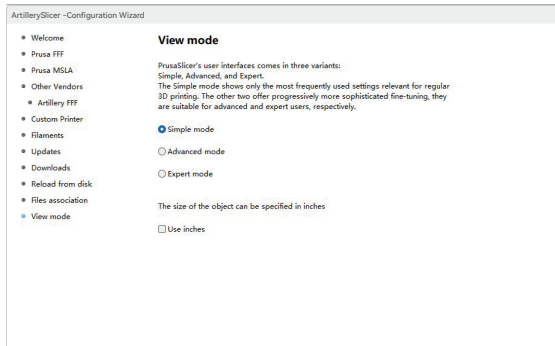 ArtillerySlicer -Configuration Wizard
Welcome
Prusa FFF
Prusa MSLA
Other Vendors
Artillery FFF
Custom Printer
Filaments
Updates
Downloads
Reload from disk
Files association
View mode
View mode
PrusaSlicer's user interfaces comes in three variants:
Simple, Advanced, and Expert.
The Simple mode shows only the most frequently used settings relevant for regular
3D printing. The other two offer progressively more sophisticated fine-tuning, they
are suitable for advanced and expert users, respectively.
Simple mode
Advanced mode
Expert mode
The size of the object can be specified in inches
Use inches